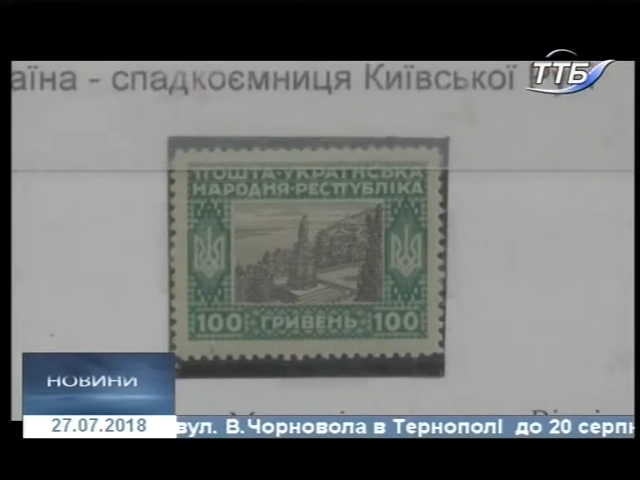 аїна - спадкоємниця Київської
ТТБ
ПОШТА·УКРАЇНСЬКА
НАРОДНЯ·РЕСПУБЛІКА
100 ГРИВЕНЬ 100
НОВИНИ
27.07.2018
вул. В.Чорновола в Тернополі до 20 серпн